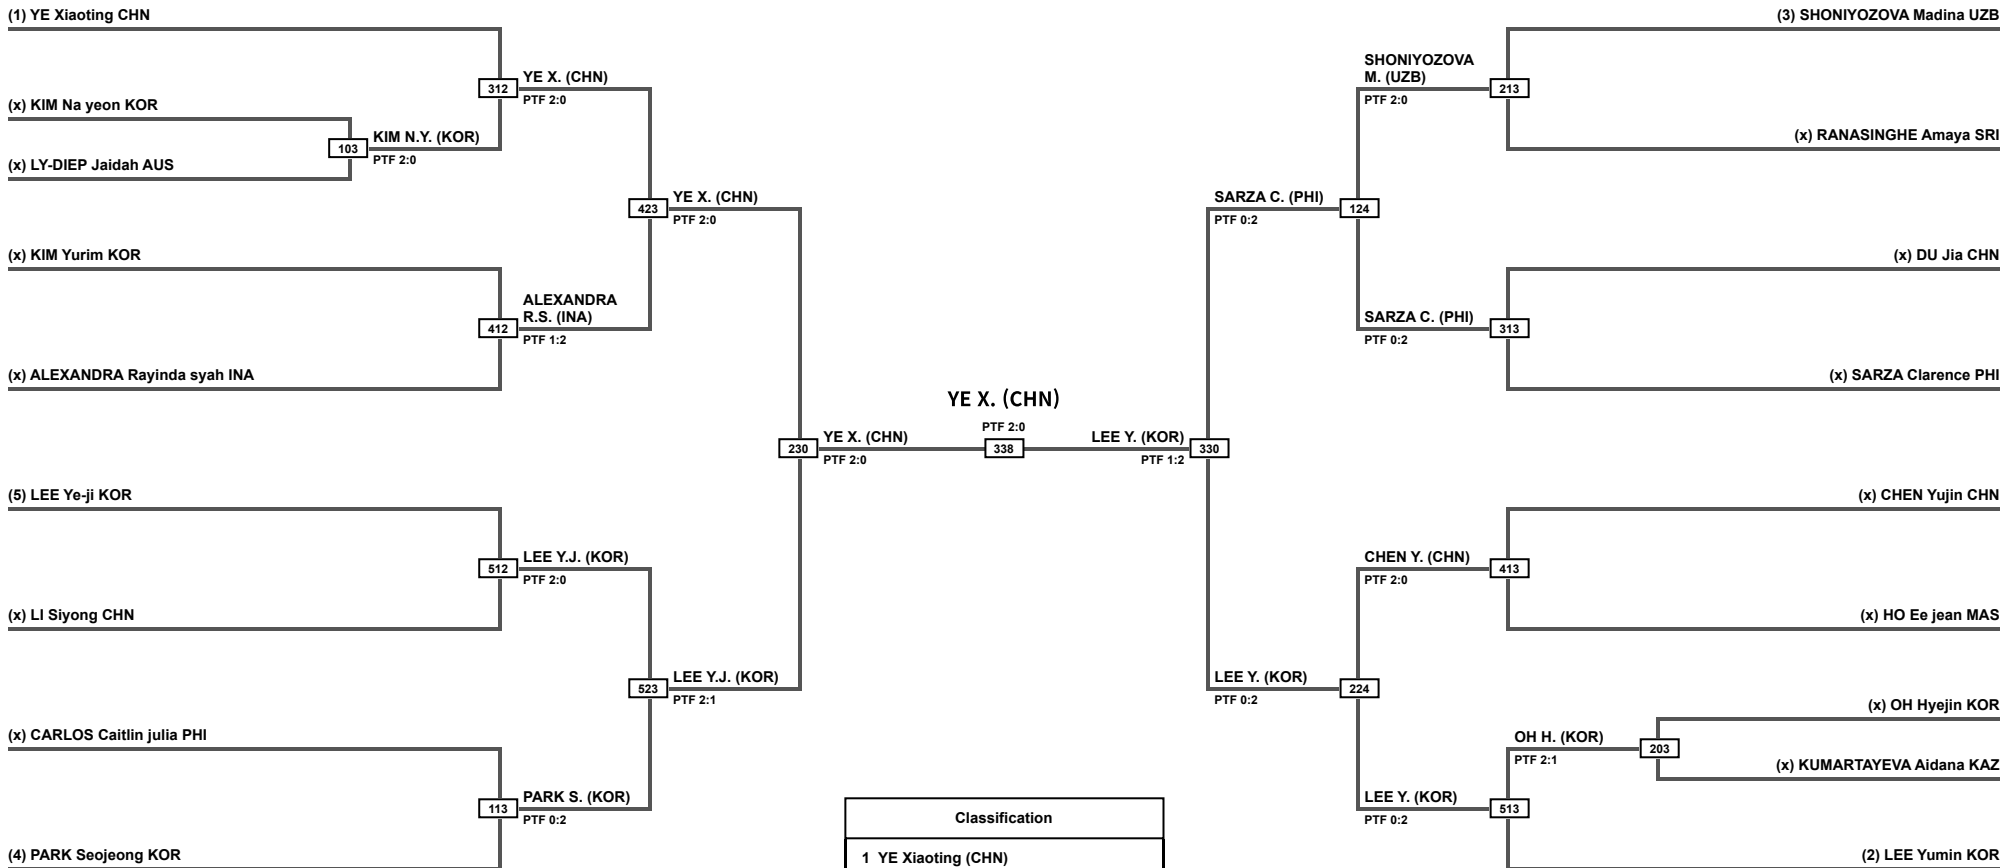 (1) YE Xiaoting CHN
(x) KIM Na yeon KOR
(x) LY-DIEP Jaidah AUS
(x) KIM Yurim KOR
(x) ALEXANDRA Rayinda syah INA
(5) LEE Ye-ji KOR
(x) LI Siyong CHN
(x) CARLOS Caitlin julia PHI
(4) PARK Seojeong KOR
103
KIM N.Y. (KOR)
PTF 2:0
312
YE X. (CHN)
PTF 2:0
412
ALEXANDRA
R.S. (INA)
PTF 1:2
512
LEE Y.J. (KOR)
PTF 2:0
113
PARK S. (KOR)
PTF 0:2
423
YE X. (CHN)
PTF 2:0
523
LEE Y.J. (KOR)
PTF 2:1
230
YE X. (CHN)
PTF 2:0
YE X. (CHN)
PTF 2:0
338
LEE Y. (KOR)
PTF 1:2
330
SARZA C. (PHI)
PTF 0:2
124
LEE Y. (KOR)
PTF 0:2
224
SHONIYOZOVA
M. (UZB)
PTF 2:0
213
SARZA C. (PHI)
PTF 0:2
313
CHEN Y. (CHN)
PTF 2:0
413
LEE Y. (KOR)
PTF 0:2
513
OH H. (KOR)
PTF 2:1
203
(3) SHONIYOZOVA Madina UZB
(x) RANASINGHE Amaya SRI
(x) DU Jia CHN
(x) SARZA Clarence PHI
(x) CHEN Yujin CHN
(x) HO Ee jean MAS
(x) OH Hyejin KOR
(x) KUMARTAYEVA Aidana KAZ
(2) LEE Yumin KOR
Classification
1 YE Xiaoting (CHN)